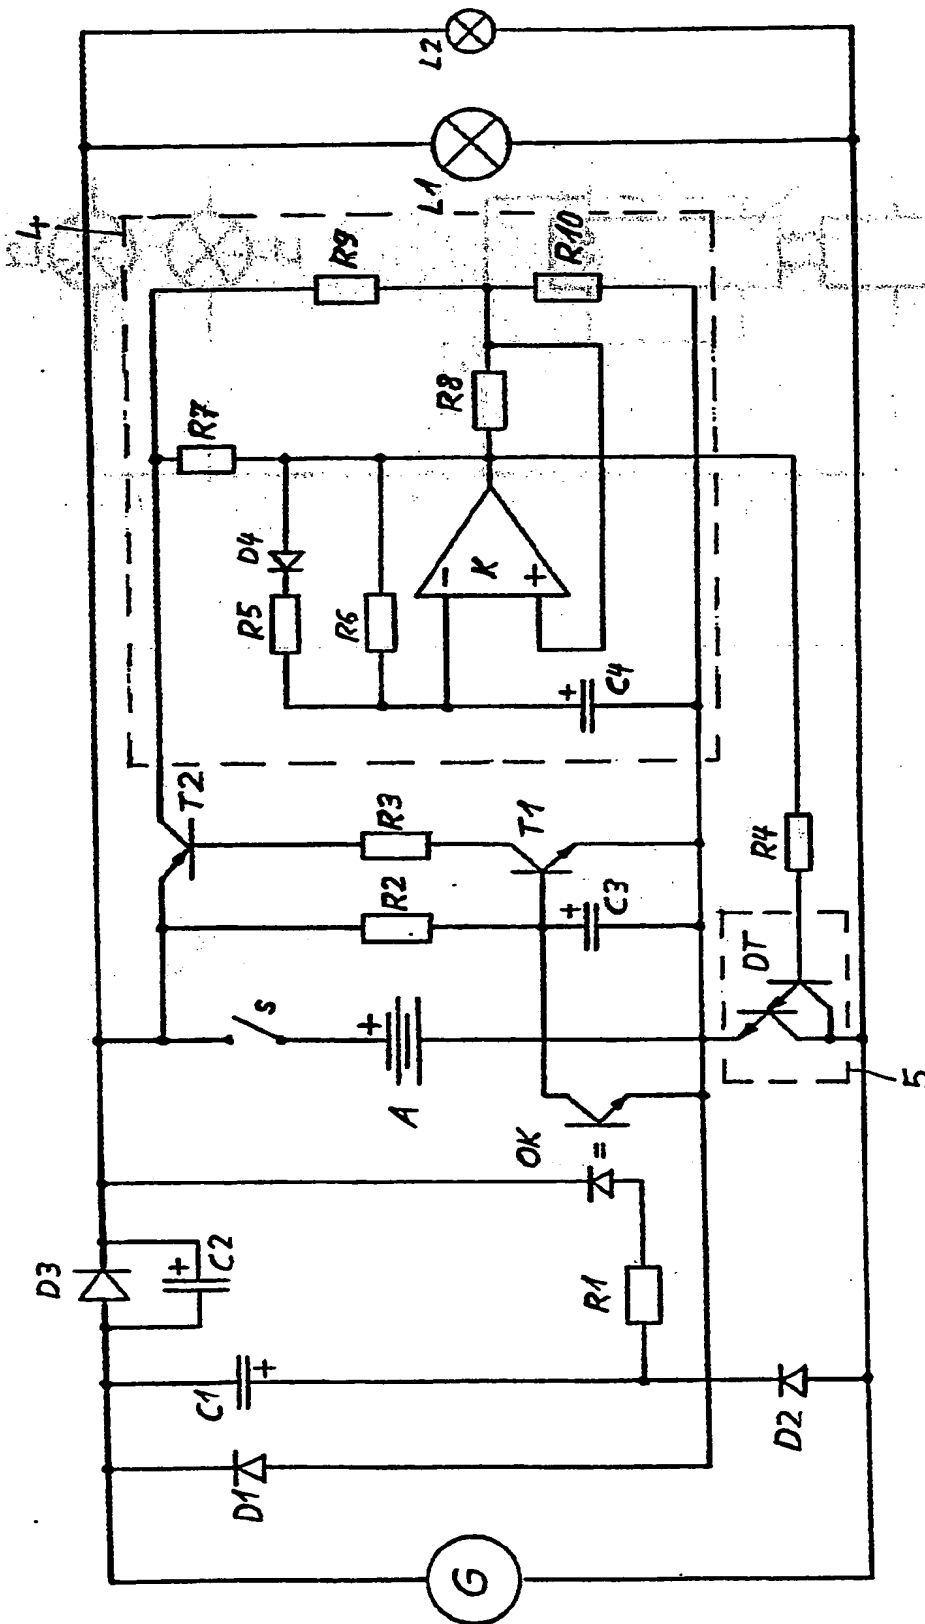 L2
L1
4
R9
R10
R7
R8
D4
R5
R6
K
-
+
+
C4
T2
R3
T1
R4
R2
+
C3
DT
S
+
A
5
OK
=
D3
+
C2
R1
C1
+
D1
D2
G